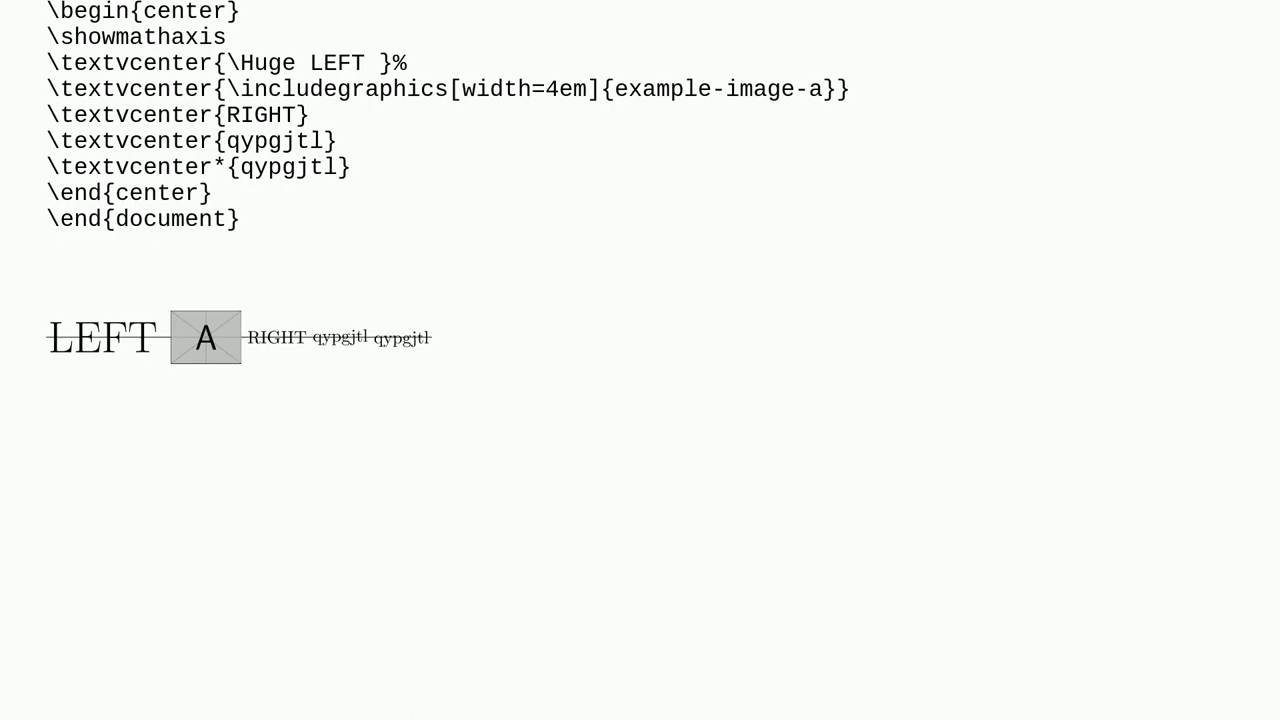 \begin{center}
\showmathaxis
\textvcenter{\Huge LEFT }%
\textvcenter{\includegraphics[width=4em]{example-image-a}}
\textvcenter{RIGHT}
\textvcenter{qypgjtl}
\textvcenter*{qypgjtl}
\end{center}
\end{document}
LEFT A RIGHT qypgjtl qypgjtl